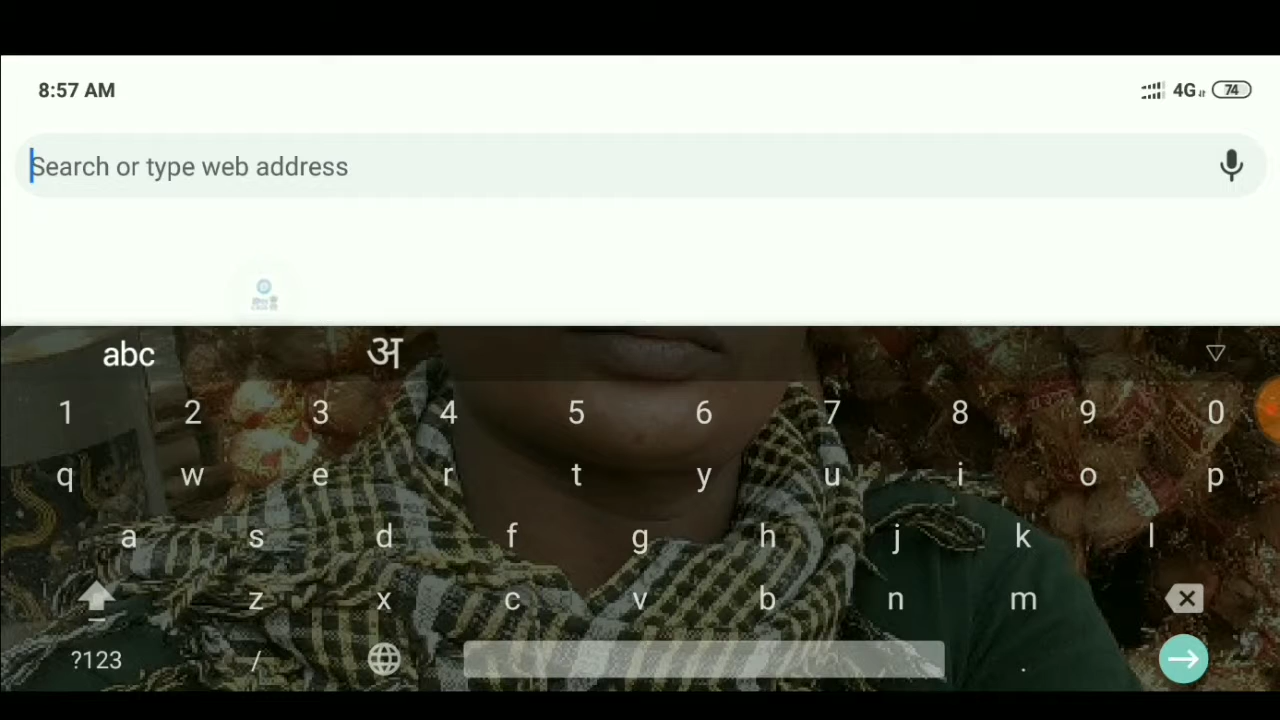 8:57 AM 4G 74
Search or type web address
abc अ
1 2 3 4 5 6 7 8 9 0
q w e r t y u i o p
a s d f g h j k l
z x c v b n m
?123 / .